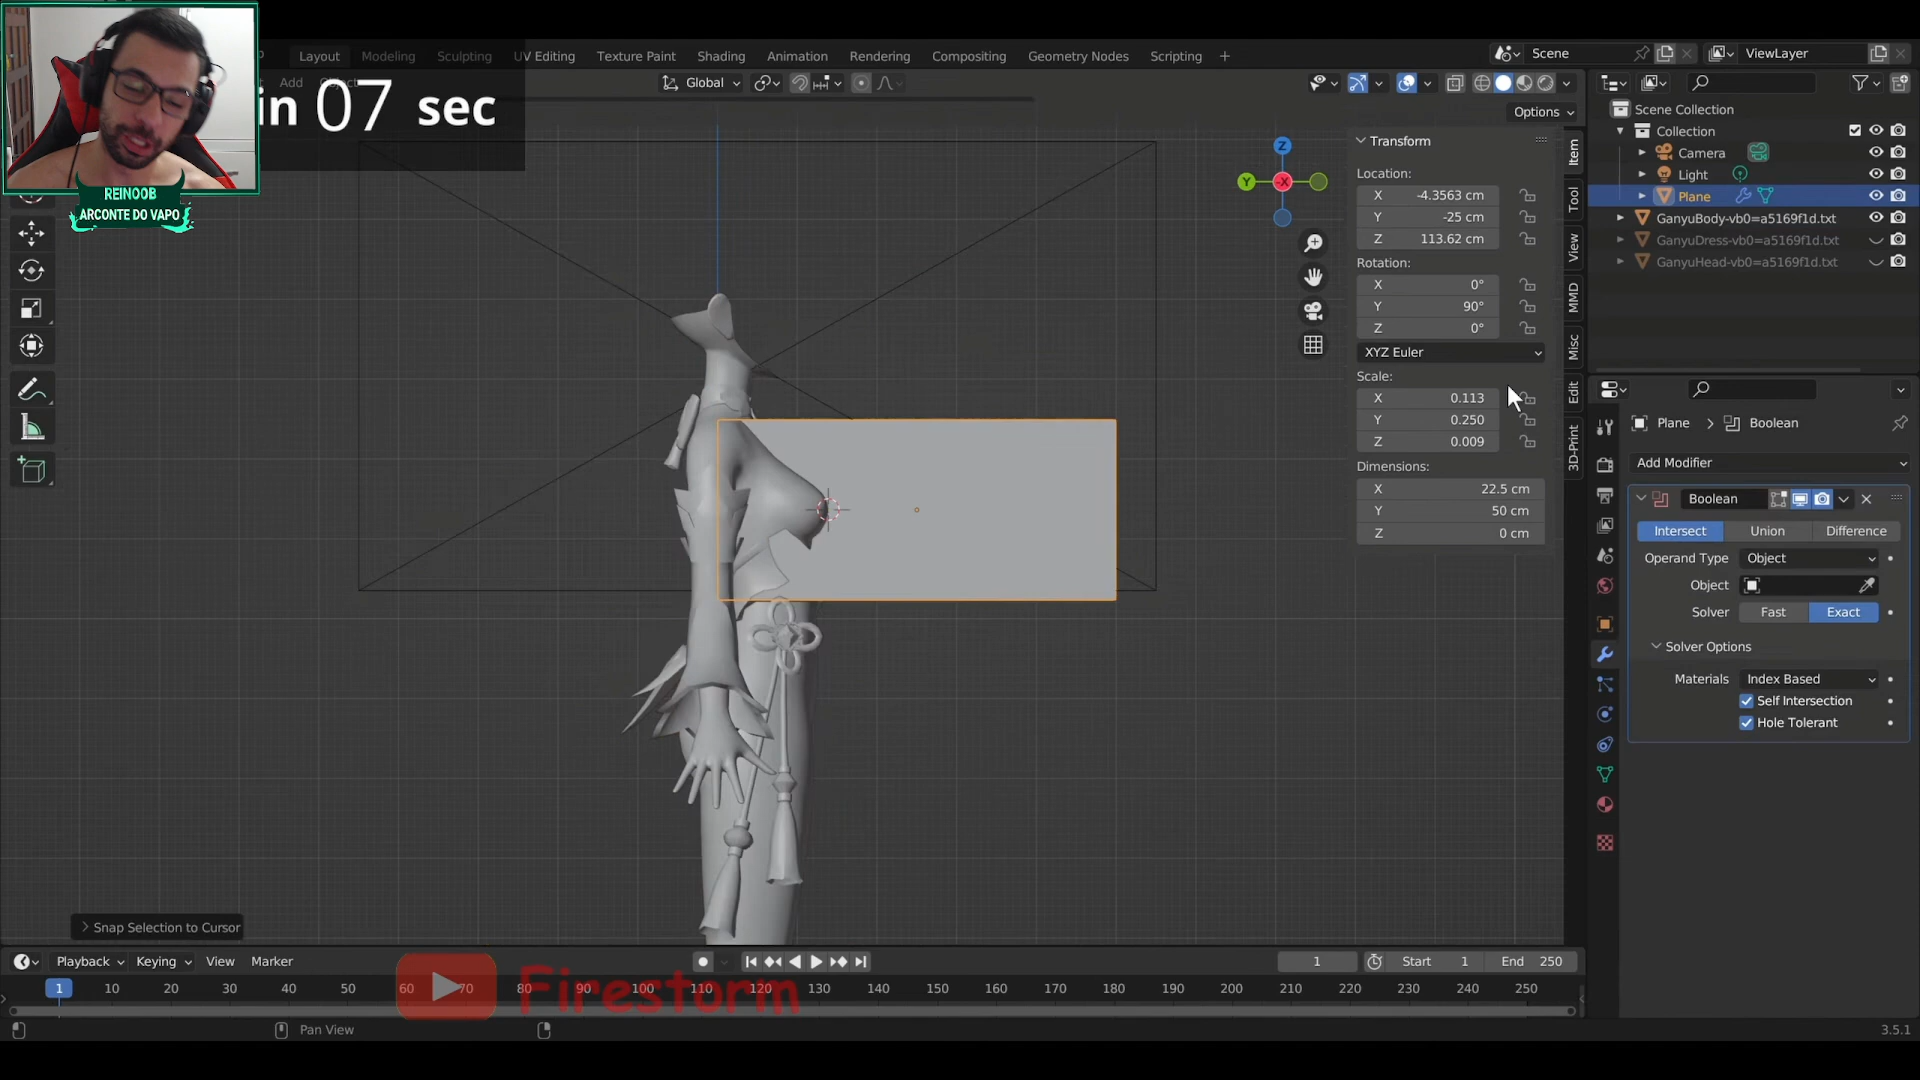 Layout Modeling Sculpting UV Editing Texture Paint Shading Animation Rendering Compositing Geometry Nodes Scripting +
Scene ViewLayer
Add
Global
in 07 sec
Options
REINOOB
ARCONTE DO VAPO
Transform
Location:
X -4.3563 cm
Y -25 cm
Z 113.62 cm
Rotation:
X 0°
Y 90°
Z 0°
XYZ Euler
Scale:
X 0.113
Y 0.250
Z 0.009
Dimensions:
X 22.5 cm
Y 50 cm
Z 0 cm
Z
Y
-X
Item
Tool
View
MMD
Misc
Edit
3D-Print
Scene Collection
Collection
Camera
Light
Plane
GanyuBody-vb0=a5169f1d.txt
GanyuDress-vb0=a5169f1d.txt
GanyuHead-vb0=a5169f1d.txt
Plane > Boolean
Add Modifier
Boolean
Intersect Union Difference
Operand Type Object
Object
Solver Fast Exact
Solver Options
Materials Index Based
Self Intersection
Hole Tolerant
> Snap Selection to Cursor
Playback Keying View Marker
1 Start 1 End 250
1 10 20 30 40 50 60 70 80 90 100 110 120 130 140 150 160 170 180 190 200 210 220 230 240 250
Firestorm
Pan View
3.5.1